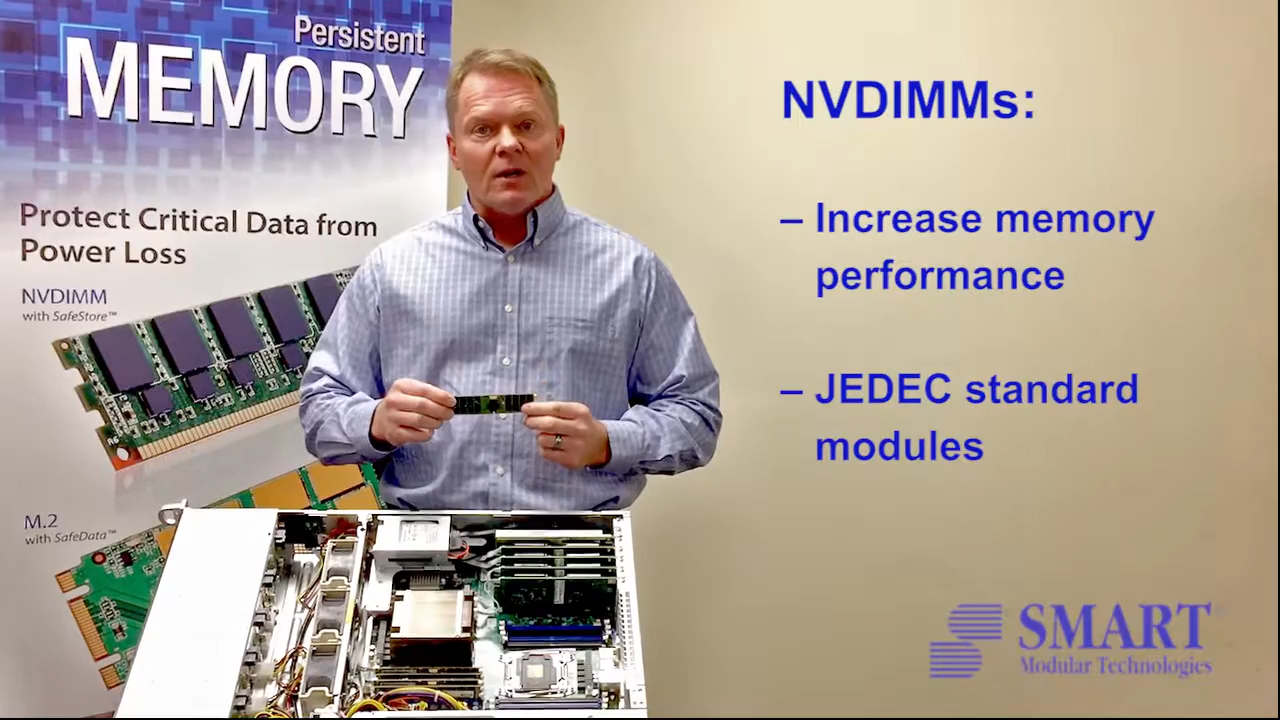 Persistent
MEMORY
Protect Critical Data from
Power Loss
NVDIMM
with SafeStore™
M.2
with SafeData™
NVDIMMs:
– Increase memory
performance
– JEDEC standard
modules
SMART
Modular Technologies